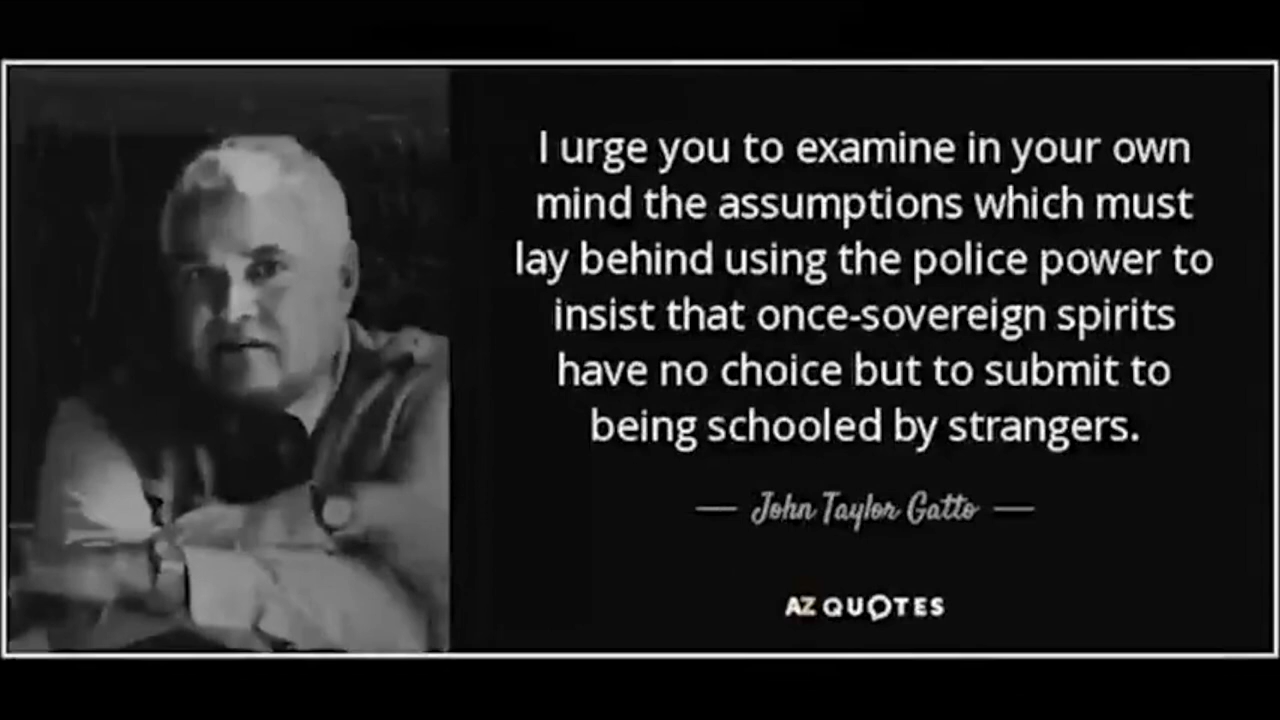 I urge you to examine in your own
mind the assumptions which must
lay behind using the police power to
insist that once-sovereign spirits
have no choice but to submit to
being schooled by strangers.
— John Taylor Gatto —
AZ QUOTES